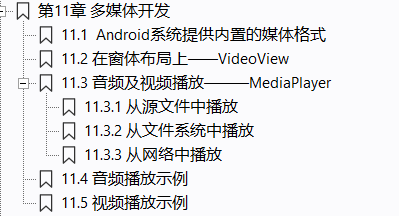 第11章 多媒体开发
11.1 Android系统提供内置的媒体格式
11.2 在窗体布局上——VideoView
11.3 音频及视频播放———MediaPlayer
11.3.1 从源文件中播放
11.3.2 从文件系统中播放
11.3.3 从网络中播放
11.4 音频播放示例
11.5 视频播放示例